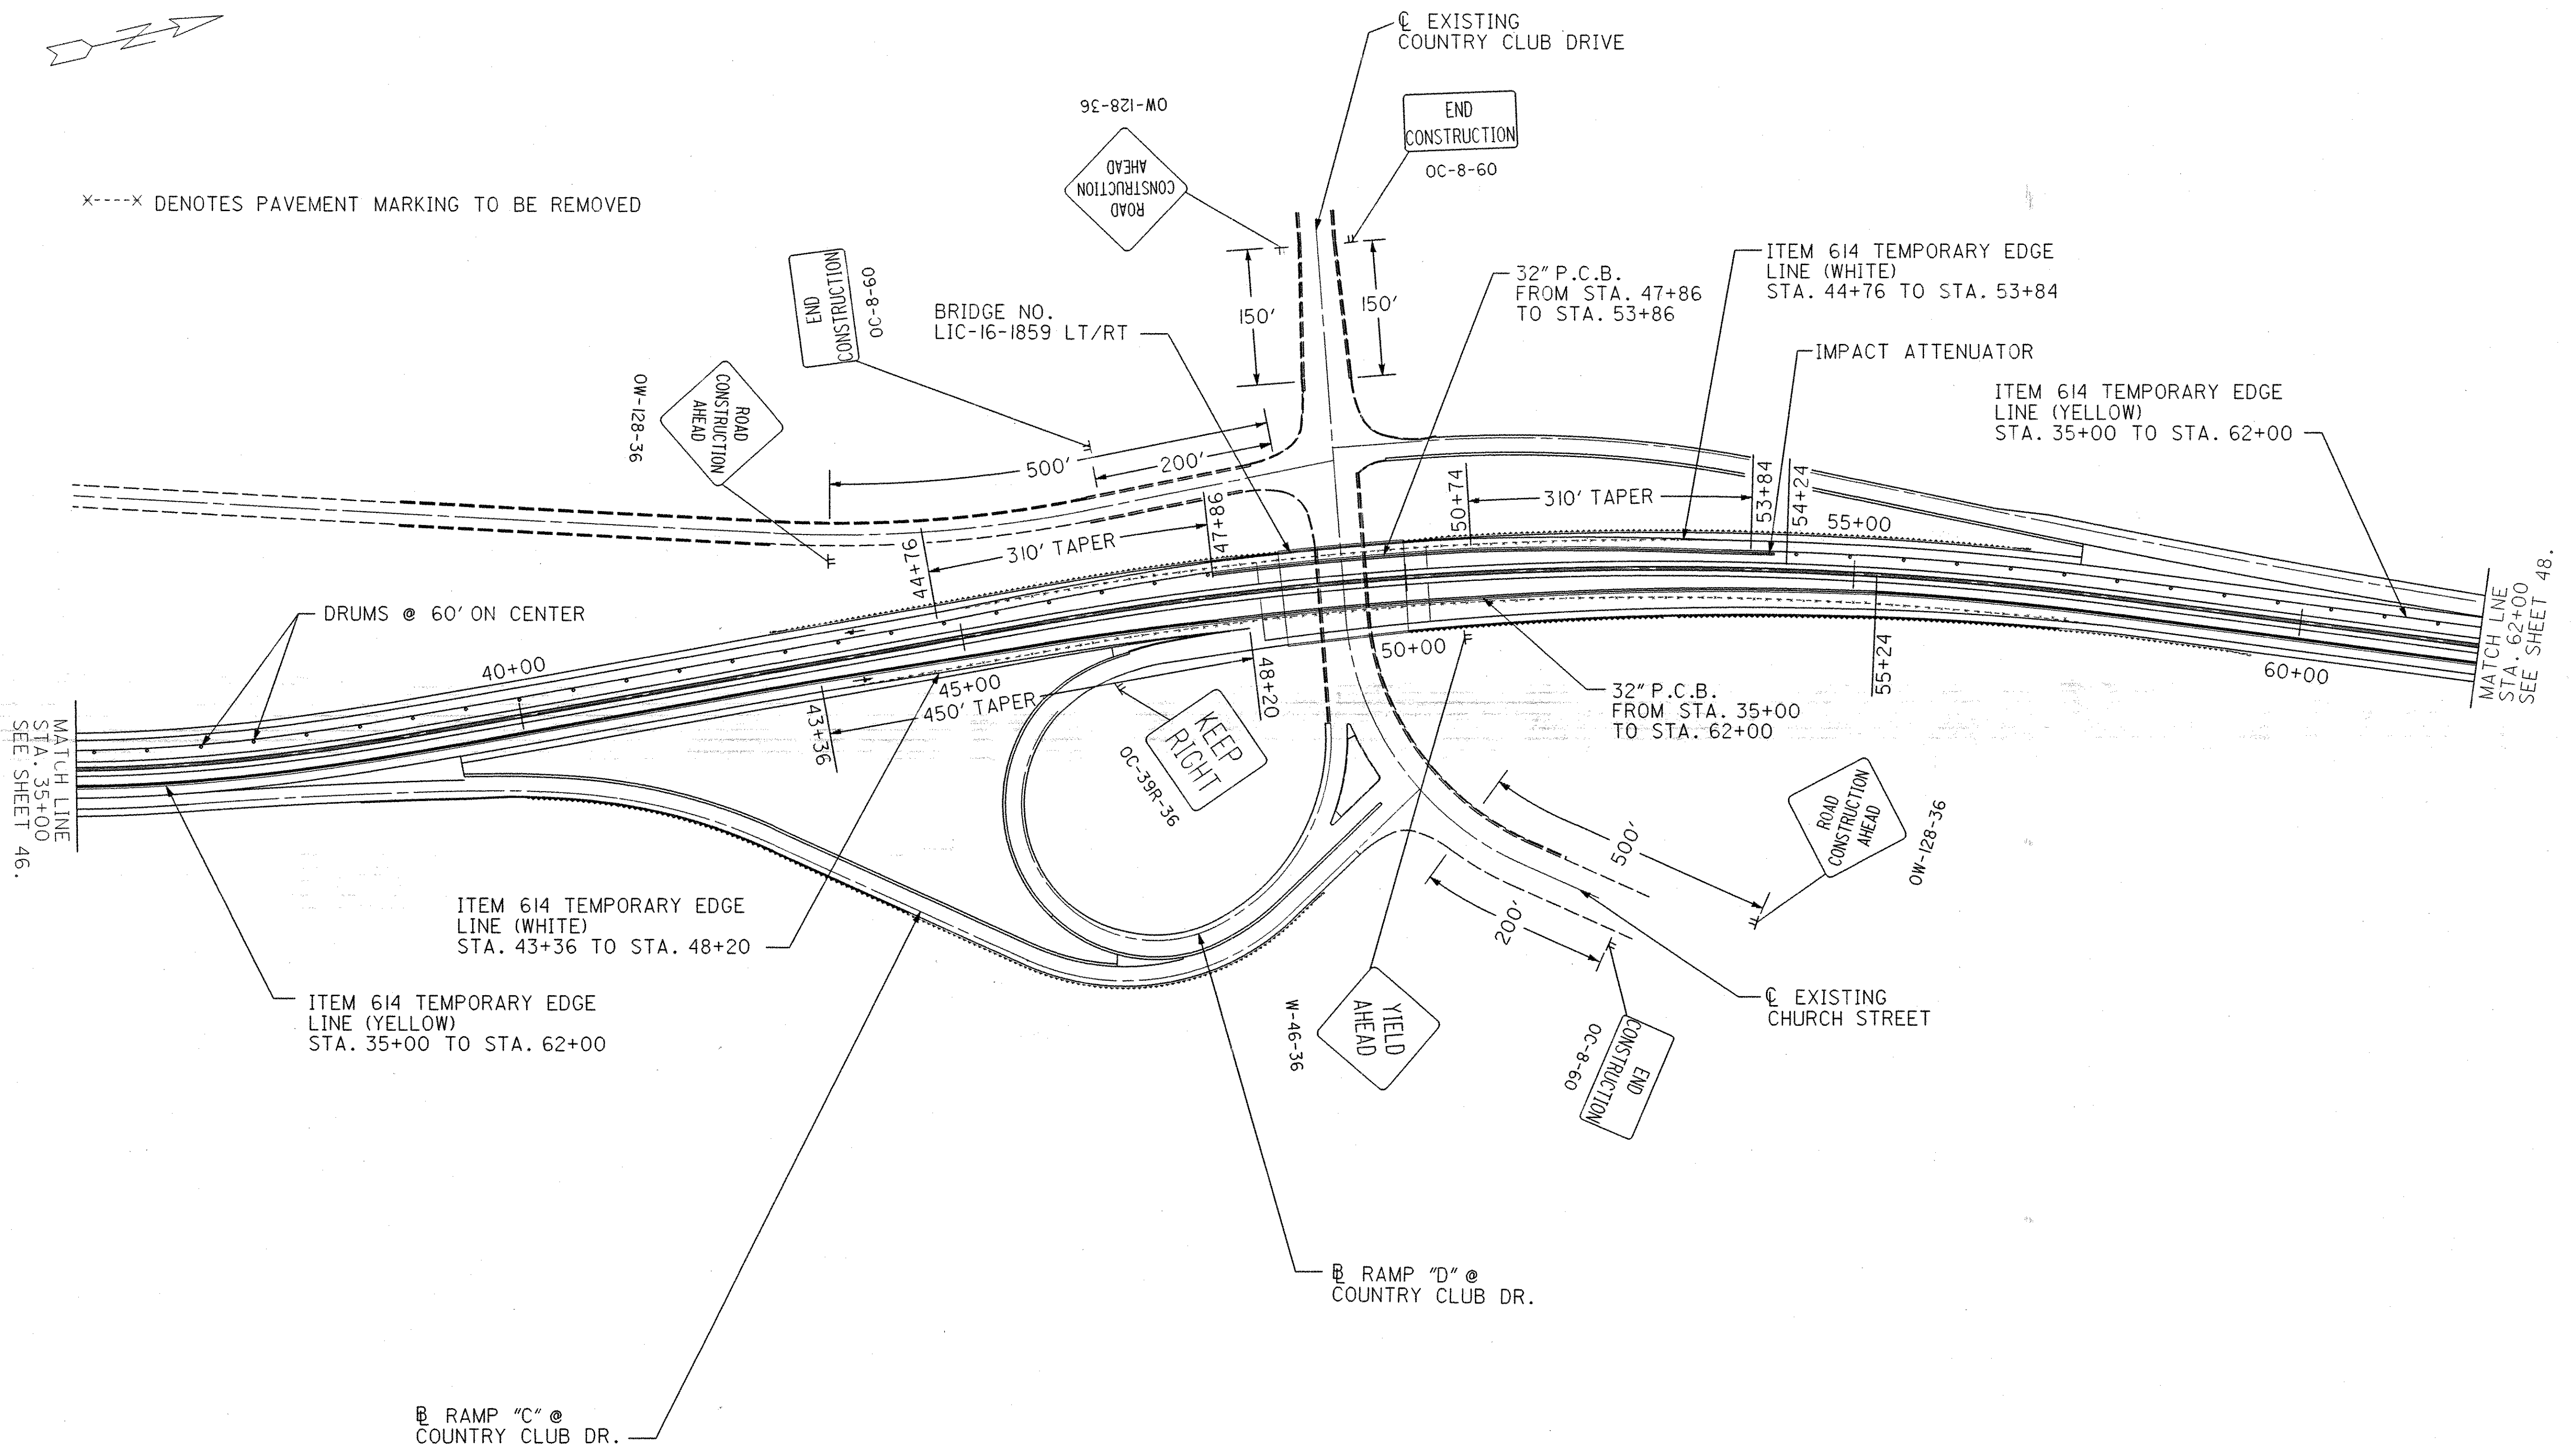 N
℄ EXISTING
COUNTRY CLUB DRIVE
OW-128-36
ROAD
CONSTRUCTION
AHEAD
END
CONSTRUCTION
OC-8-60
X----X DENOTES PAVEMENT MARKING TO BE REMOVED
END
CONSTRUCTION
OC-8-60
BRIDGE NO.
LIC-16-1859 LT/RT
150'
150'
32" P.C.B.
FROM STA. 47+86
TO STA. 53+86
ITEM 614 TEMPORARY EDGE
LINE (WHITE)
STA. 44+76 TO STA. 53+84
IMPACT ATTENUATOR
ITEM 614 TEMPORARY EDGE
LINE (YELLOW)
STA. 35+00 TO STA. 62+00
OW-128-36
ROAD
CONSTRUCTION
AHEAD
500'
200'
44+76
310' TAPER
47+86
50+74
310' TAPER
53+84
54+24
55+00
DRUMS @ 60' ON CENTER
40+00
45+00
450' TAPER
43+36
48+20
50+00
55+24
60+00
MATCH LINE
STA. 62+00
SEE SHEET 48.
MATCH LINE
STA. 35+00
SEE SHEET 46.
KEEP
RIGHT
OC-39R-36
32" P.C.B.
FROM STA. 35+00
TO STA. 62+00
500'
200'
ROAD
CONSTRUCTION
AHEAD
OW-128-36
ITEM 614 TEMPORARY EDGE
LINE (WHITE)
STA. 43+36 TO STA. 48+20
ITEM 614 TEMPORARY EDGE
LINE (YELLOW)
STA. 35+00 TO STA. 62+00
YIELD
AHEAD
W-46-36
END
CONSTRUCTION
OC-8-60
℄ EXISTING
CHURCH STREET
BL RAMP "D" @
COUNTRY CLUB DR.
BL RAMP "C" @
COUNTRY CLUB DR.